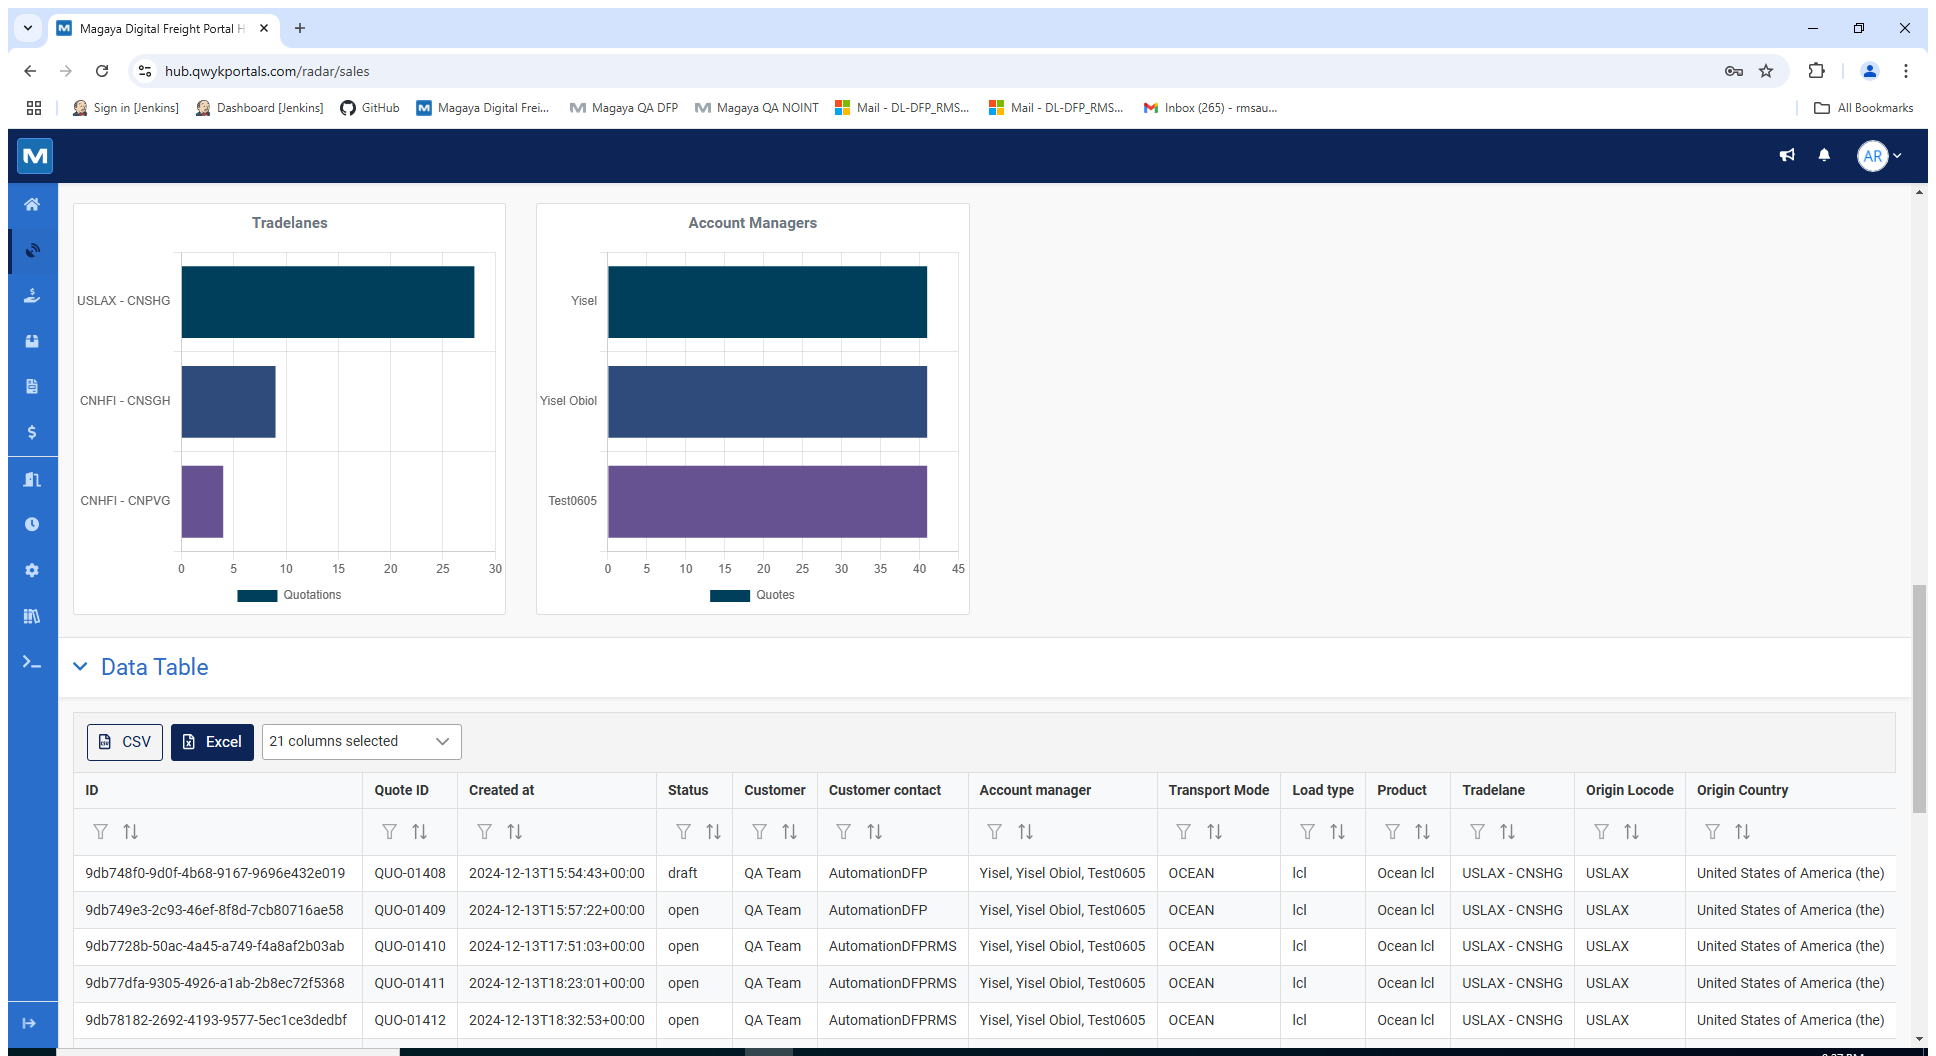 Magaya Digital Freight Portal H
hub.qwykportals.com/radar/sales
Sign in [Jenkins]
Dashboard [Jenkins]
GitHub
Magaya Digital Frei...
Magaya QA DFP
Magaya QA NOINT
Mail - DL-DFP_RMS...
Mail - DL-DFP_RMS...
Inbox (265) - rmsau...
All Bookmarks
M
AR
Tradelanes
USLAX - CNSHG
CNHFI - CNSGH
CNHFI - CNPVG
0 5 10 15 20 25 30
Quotations
Account Managers
Yisel
Yisel Obiol
Test0605
0 5 10 15 20 25 30 35 40 45
Quotes
Data Table
CSV
Excel
21 columns selected
ID Quote ID Created at Status Customer Customer contact Account manager Transport Mode Load type Product Tradelane Origin Locode Origin Country
9db748f0-9d0f-4b68-9167-9696e432e019 QUO-01408 2024-12-13T15:54:43+00:00 draft QA Team AutomationDFP Yisel, Yisel Obiol, Test0605 OCEAN lcl Ocean lcl USLAX - CNSHG USLAX United States of America (the)
9db749e3-2c93-46ef-8f8d-7cb80716ae58 QUO-01409 2024-12-13T15:57:22+00:00 open QA Team AutomationDFP Yisel, Yisel Obiol, Test0605 OCEAN lcl Ocean lcl USLAX - CNSHG USLAX United States of America (the)
9db7728b-50ac-4a45-a749-f4a8af2b03ab QUO-01410 2024-12-13T17:51:03+00:00 open QA Team AutomationDFPRMS Yisel, Yisel Obiol, Test0605 OCEAN lcl Ocean lcl USLAX - CNSHG USLAX United States of America (the)
9db77dfa-9305-4926-a1ab-2b8ec72f5368 QUO-01411 2024-12-13T18:23:01+00:00 open QA Team AutomationDFPRMS Yisel, Yisel Obiol, Test0605 OCEAN lcl Ocean lcl USLAX - CNSHG USLAX United States of America (the)
9db78182-2692-4193-9577-5ec1ce3dedbf QUO-01412 2024-12-13T18:32:53+00:00 open QA Team AutomationDFPRMS Yisel, Yisel Obiol, Test0605 OCEAN lcl Ocean lcl USLAX - CNSHG USLAX United States of America (the)